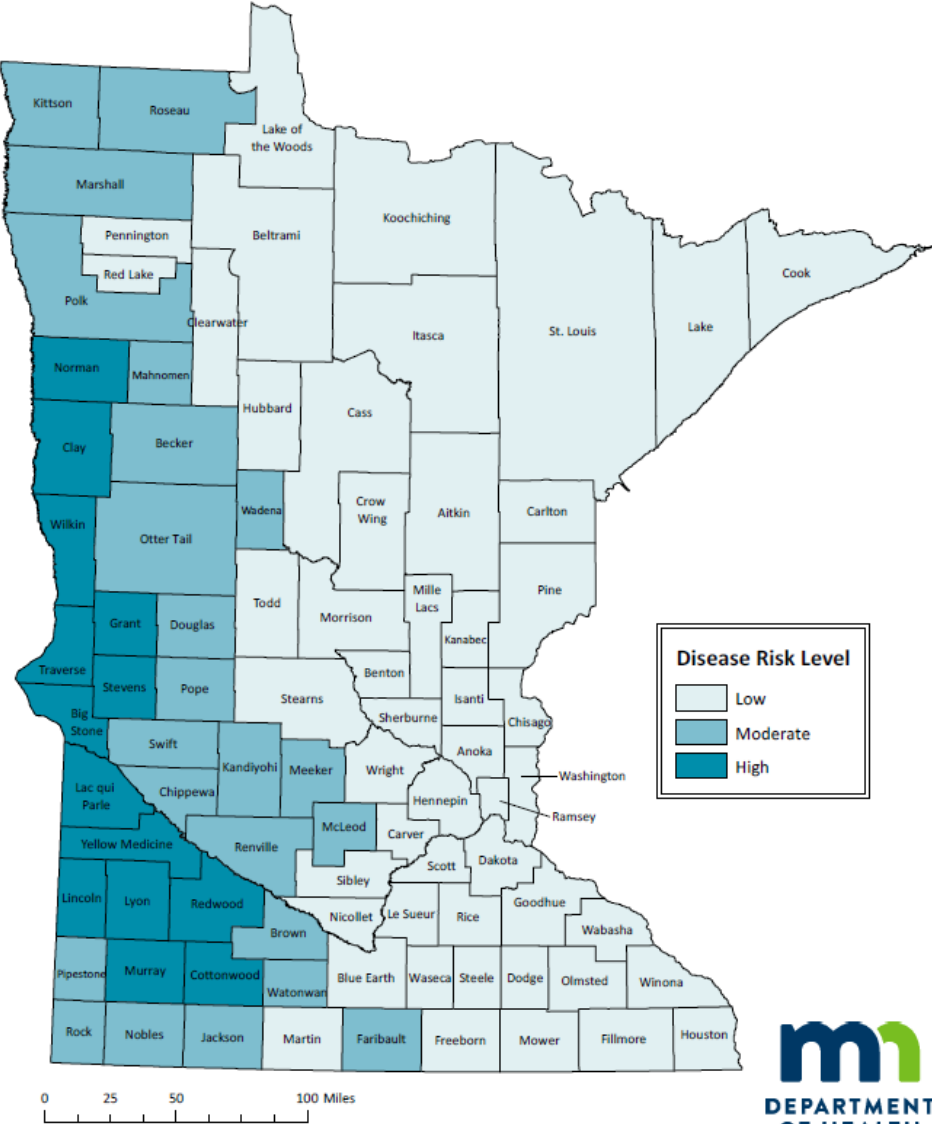 Kittson
Roseau
Lake of
the Woods
Marshall
Koochiching
Pennington
Beltrami
Red Lake
Cook
Polk
Clearwater
Itasca
St. Louis
Lake
Norman
Mahnomen
Hubbard
Cass
Clay
Becker
Wadena
Crow
Wing
Aitkin
Carlton
Wilkin
Otter Tail
Mille
Lacs
Pine
Todd
Morrison
Grant
Douglas
Kanabec
Traverse
Stevens
Pope
Stearns
Benton
Isanti
Big
Stone
Sherburne
Chisago
Swift
Kandiyohi
Meeker
Wright
Anoka
Washington
Lac qui
Parle
Chippewa
Hennepin
Ramsey
Yellow Medicine
Renville
McLeod
Carver
Scott
Dakota
Sibley
Lincoln
Lyon
Redwood
Nicollet
Le Sueur
Rice
Goodhue
Brown
Wabasha
Pipestone
Murray
Cottonwood
Watonwan
Blue Earth
Waseca
Steele
Dodge
Olmsted
Winona
Rock
Nobles
Jackson
Martin
Faribault
Freeborn
Mower
Fillmore
Houston
Disease Risk Level
Low
Moderate
High
0 25 50 100 Miles
mn
DEPARTMENT
OF HEALTH